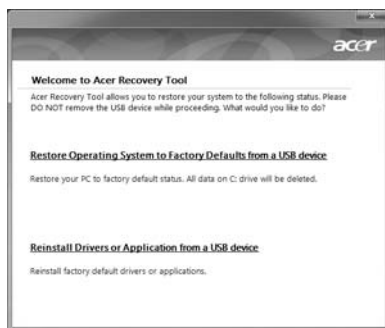 acer
Welcome to Acer Recovery Tool
Acer Recovery Tool allows you to restore your system to the following status. Please
DO NOT remove the USB device while proceeding. What would you like to do?
Restore Operating System to Factory Defaults from a USB device
Restore your PC to factory default status. All data on C: drive will be deleted.
Reinstall Drivers or Application from a USB device
Reinstall factory default drivers or applications.